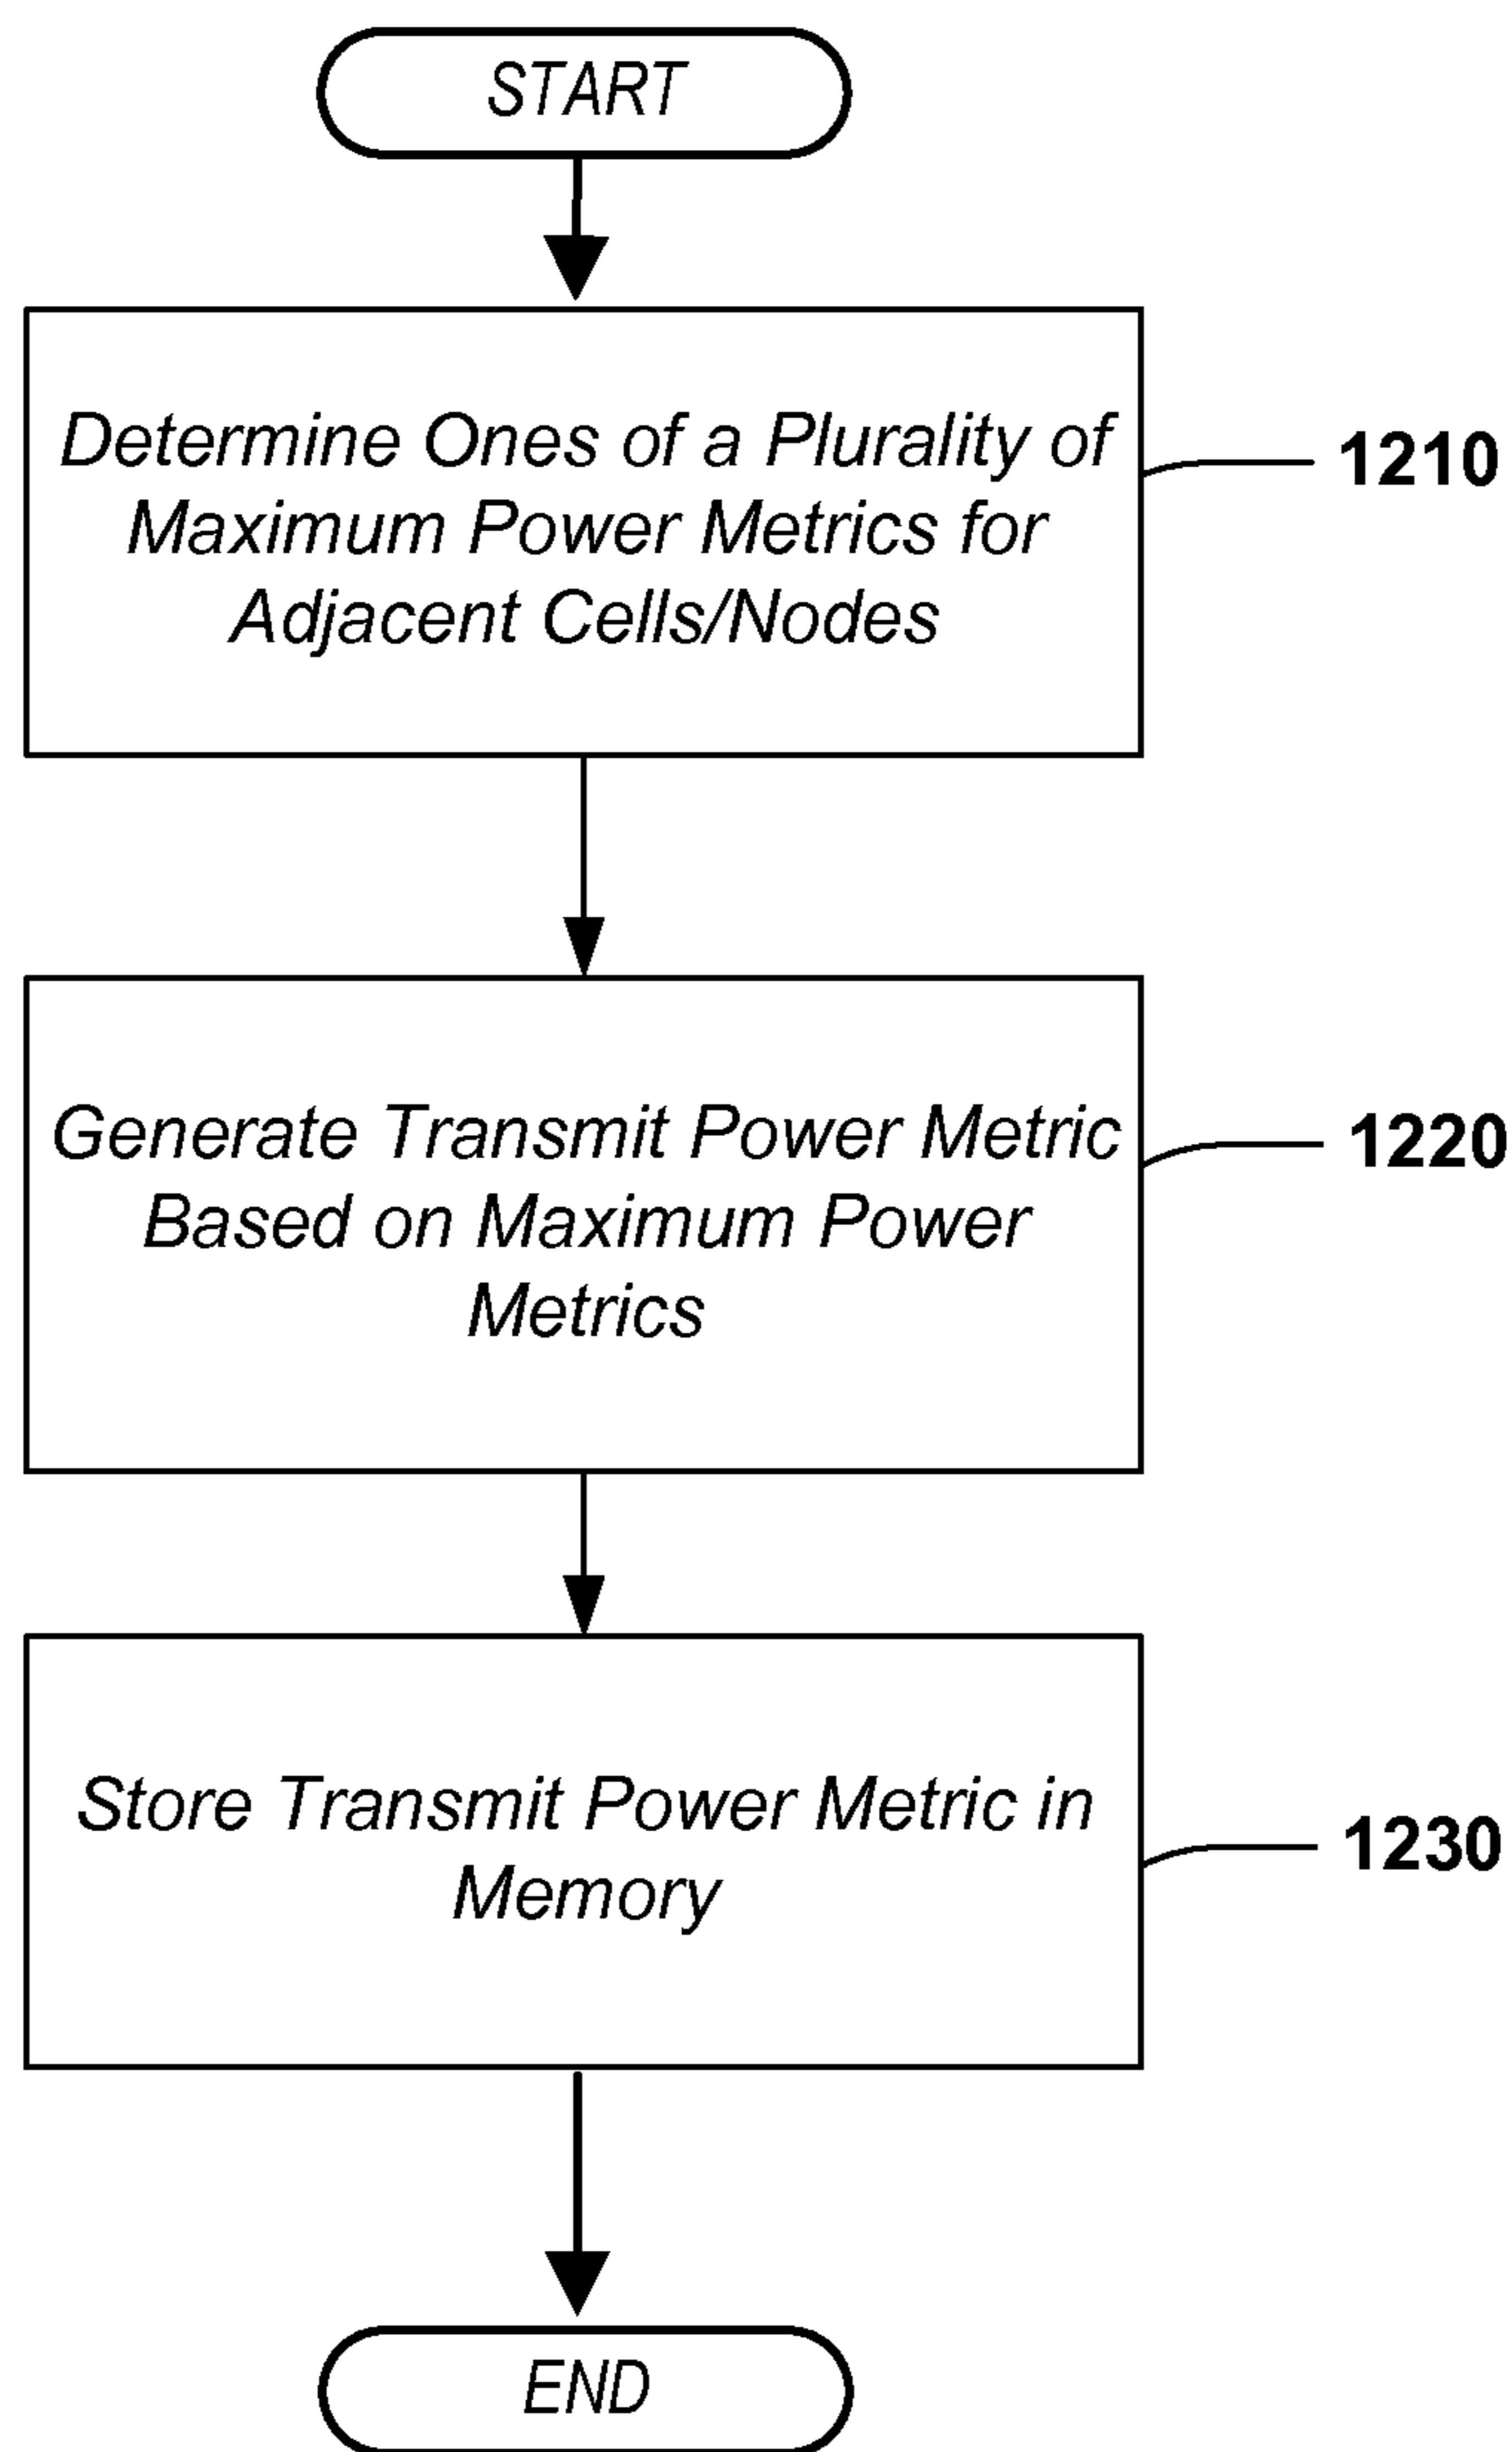 START
Determine Ones of a Plurality of
Maximum Power Metrics for
Adjacent Cells/Nodes
1210
Generate Transmit Power Metric
Based on Maximum Power
Metrics
1220
Store Transmit Power Metric in
Memory
1230
END